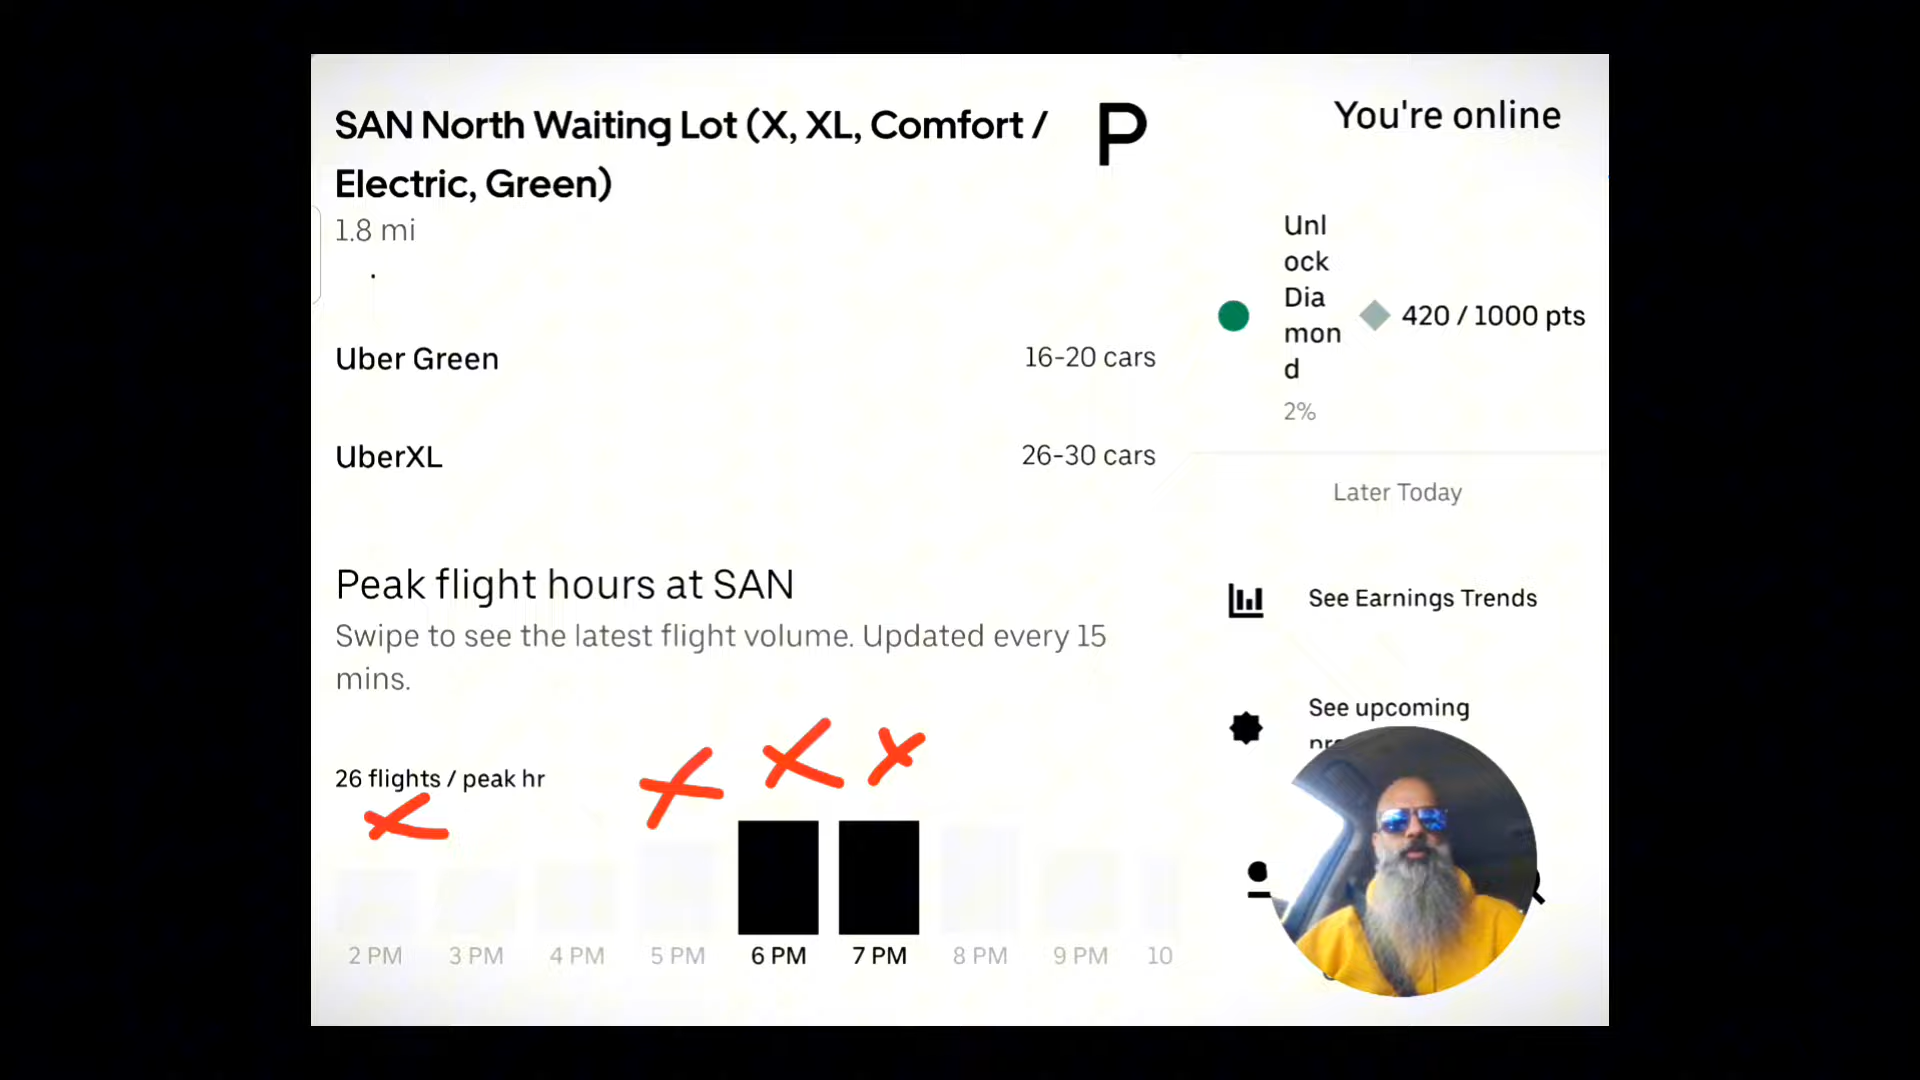 SAN North Waiting Lot (X, XL, Comfort /
Electric, Green)
P
1.8 mi
Uber Green
16-20 cars
UberXL
26-30 cars
Peak flight hours at SAN
Swipe to see the latest flight volume. Updated every 15
mins.
26 flights / peak hr
2 PM 3 PM 4 PM 5 PM 6 PM 7 PM 8 PM 9 PM 10
You're online
Unl
ock
Dia
mon
d
420 / 1000 pts
2%
Later Today
See Earnings Trends
See upcoming